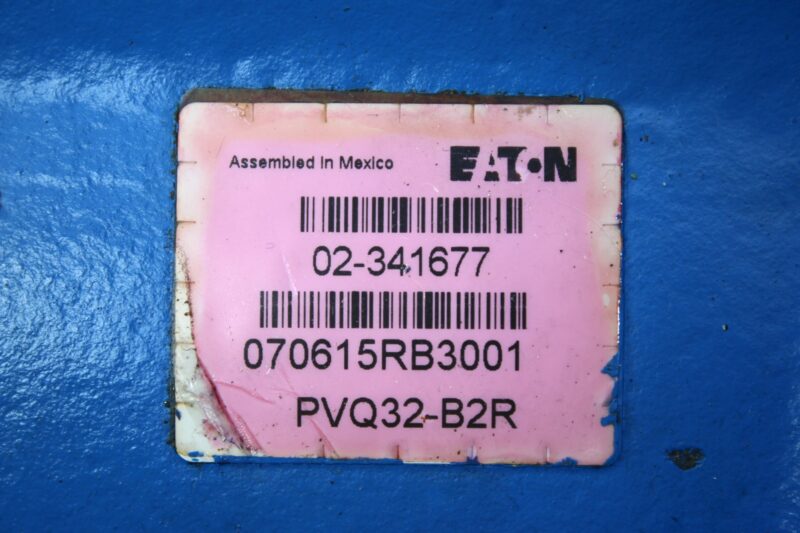 Assembled In Mexico
EATON
02-341677
070615RB3001
PVQ32-B2R